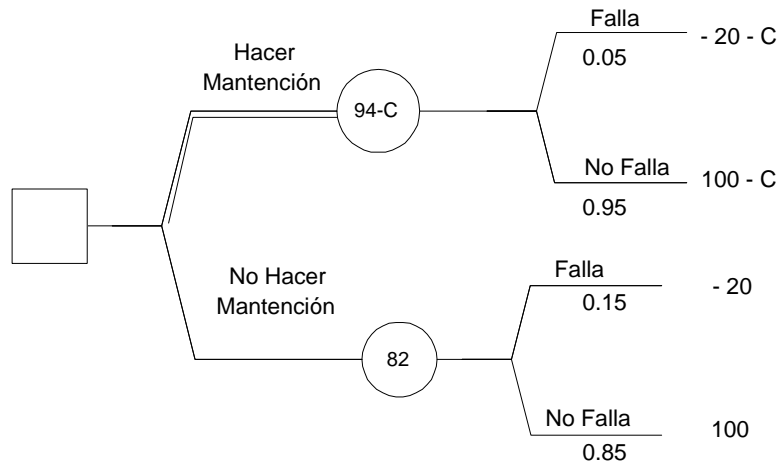 Hacer
Mantención
94-C
Falla
0.05
- 20 - C
No Falla
0.95
100 - C
No Hacer
Mantención
82
Falla
0.15
- 20
No Falla
0.85
100